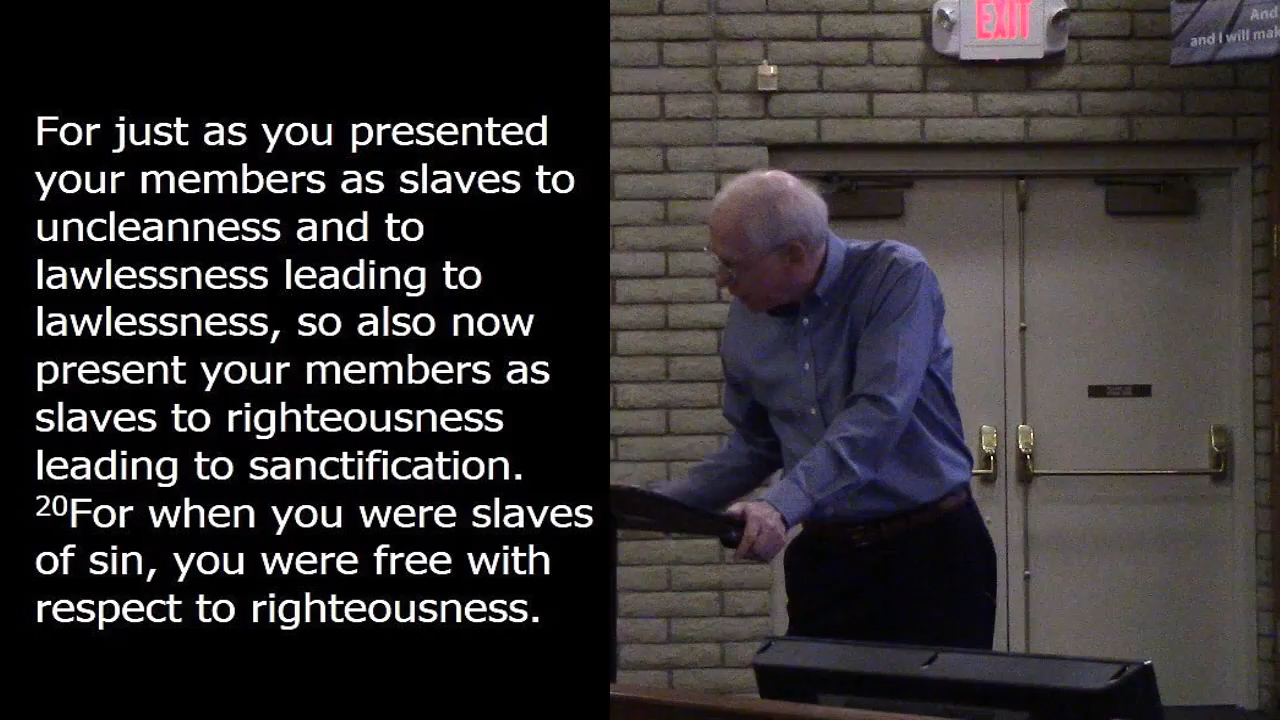 For just as you presented
your members as slaves to
uncleanness and to
lawlessness leading to
lawlessness, so also now
present your members as
slaves to righteousness
leading to sanctification.
20For when you were slaves
of sin, you were free with
respect to righteousness.
EXIT
And
and I will mak